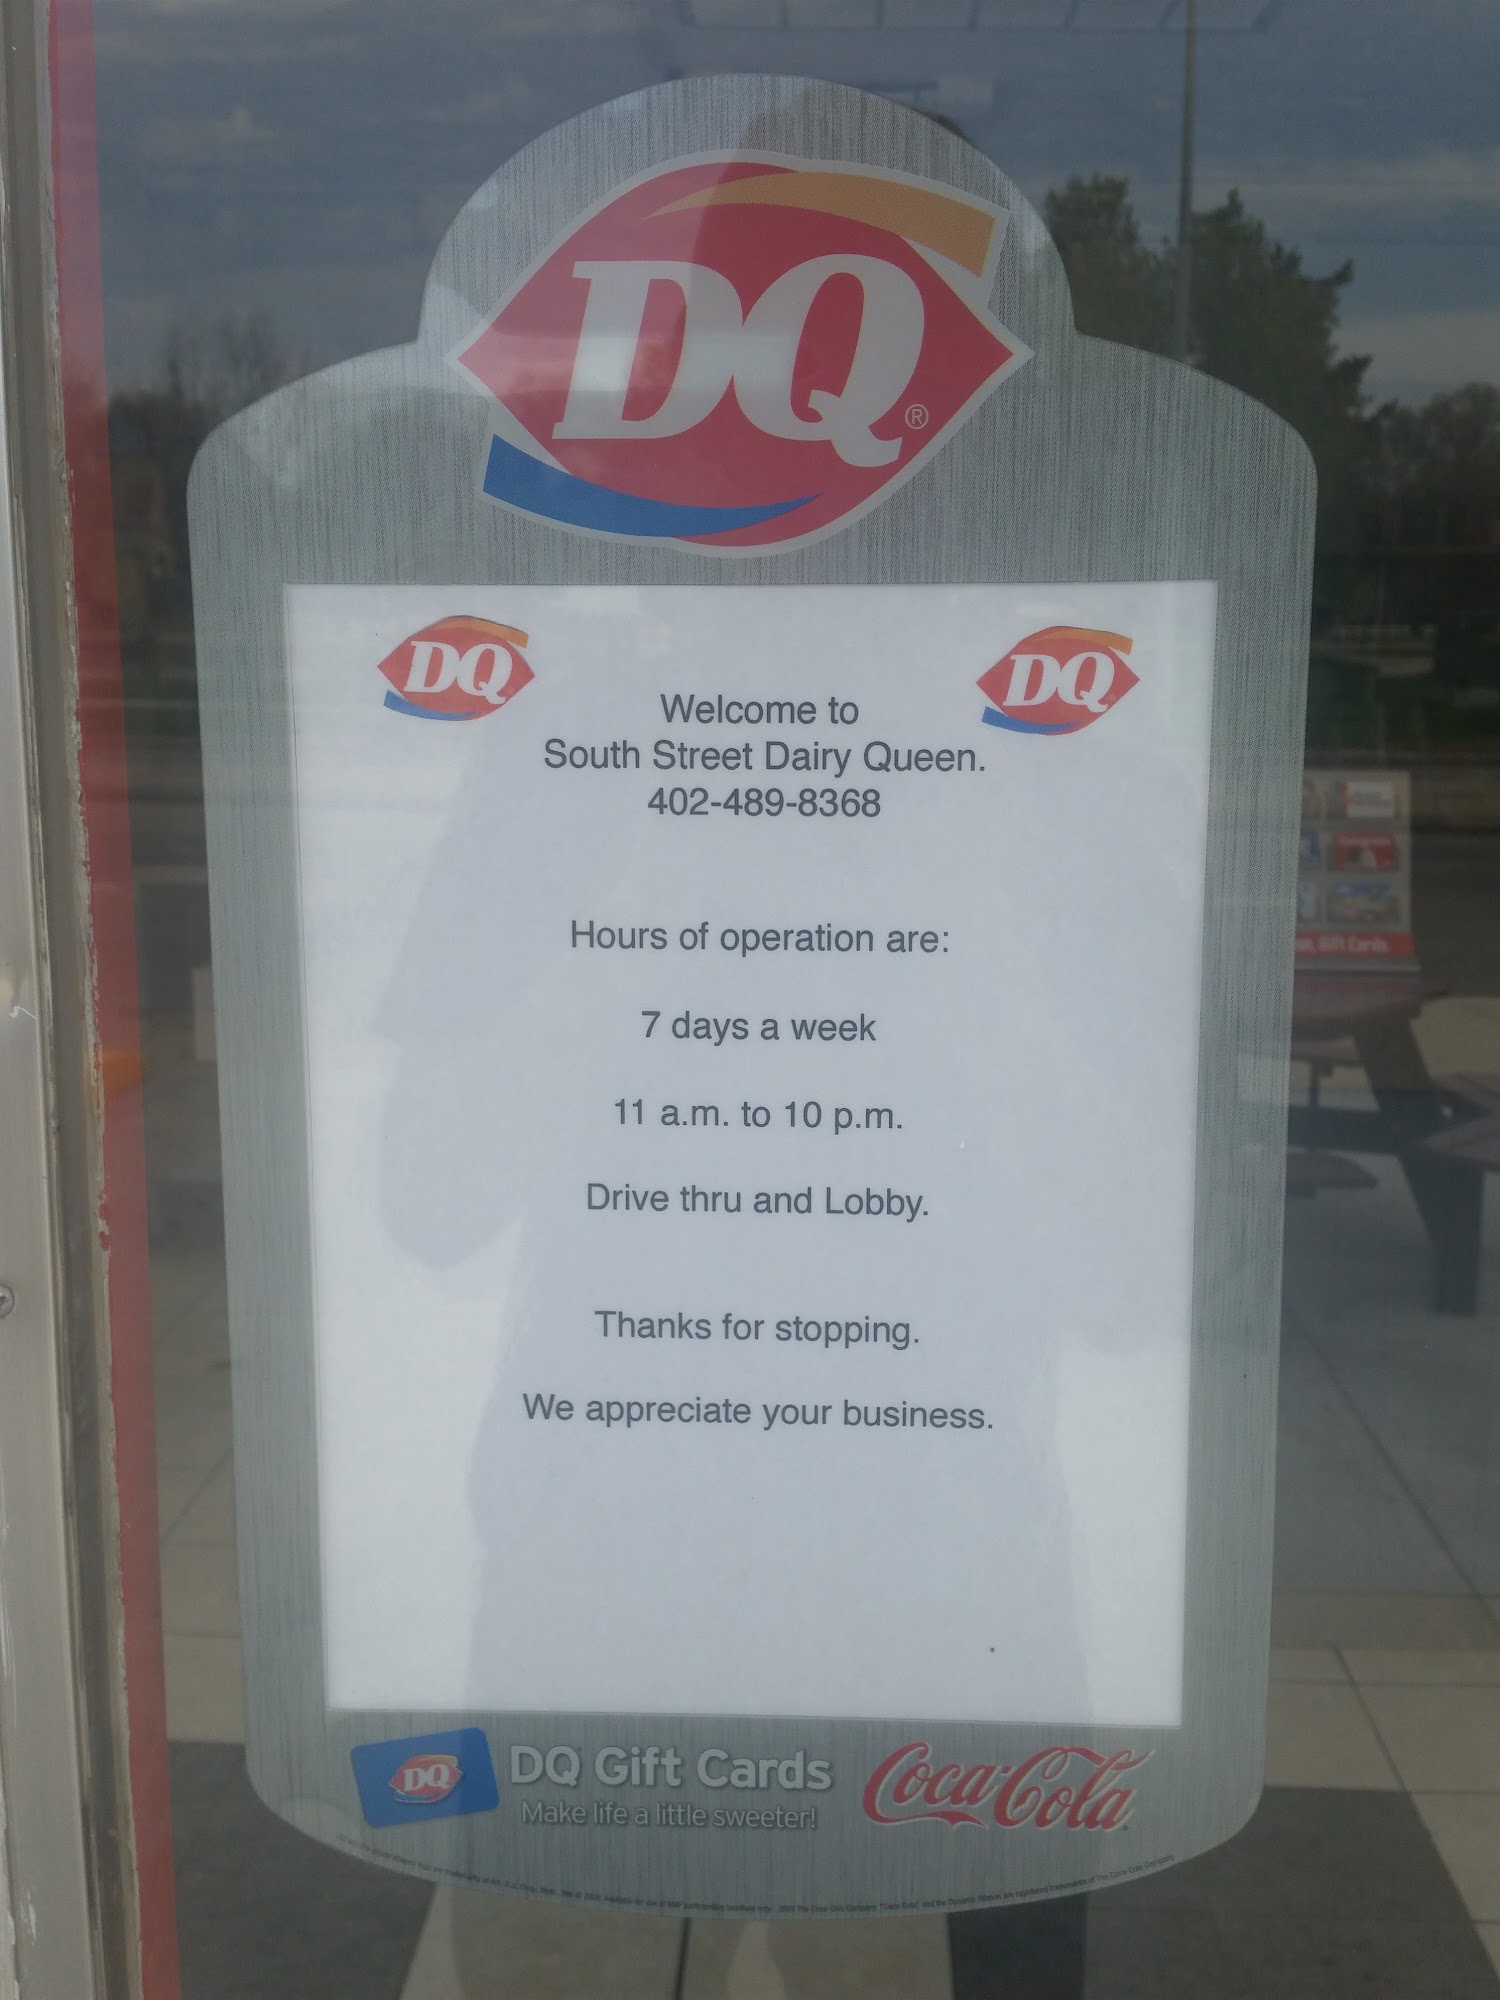 DQ®
DQ
DQ
Welcome to
South Street Dairy Queen.
402-489-8368
Hours of operation are:
7 days a week
11 a.m. to 10 p.m.
Drive thru and Lobby.
Thanks for stopping.
We appreciate your business.
DQ
DQ Gift Cards
Make life a little sweeter!
Coca-Cola
Gift Cards